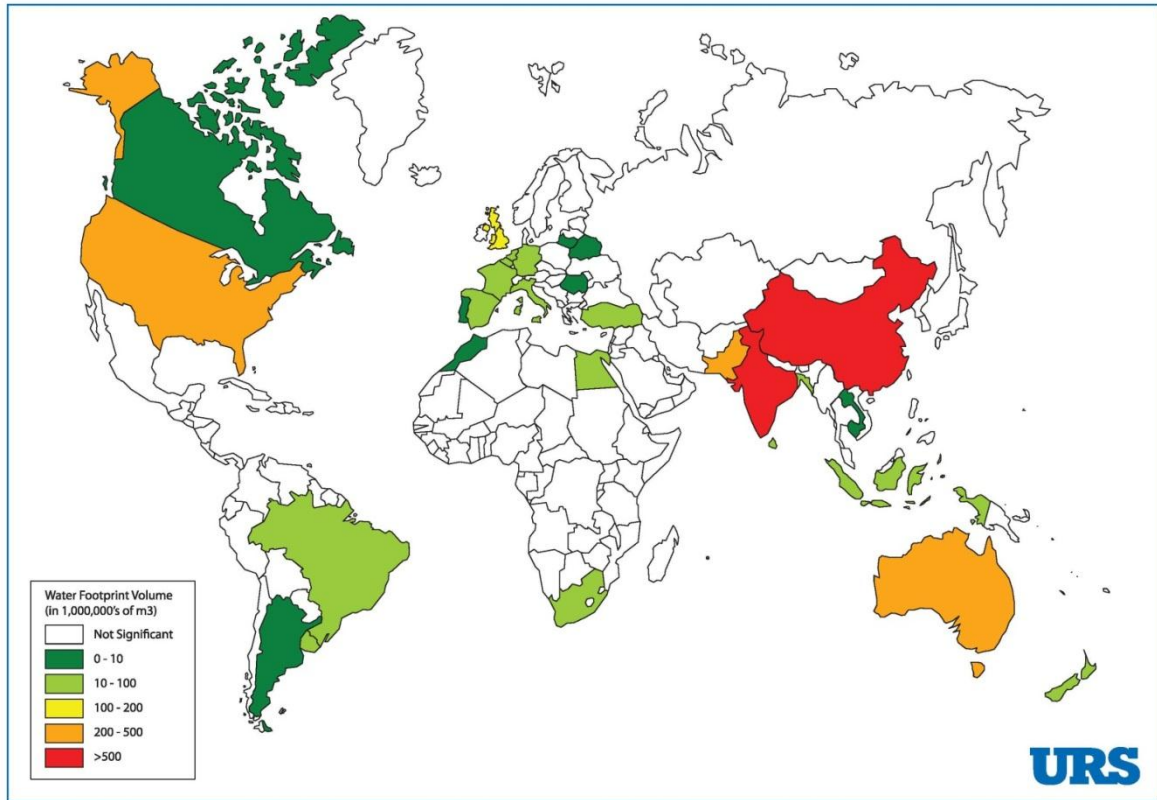 Water Footprint Volume
(in 1,000,000's of m3)
Not Significant
0 - 10
10 - 100
100 - 200
200 - 500
>500
URS